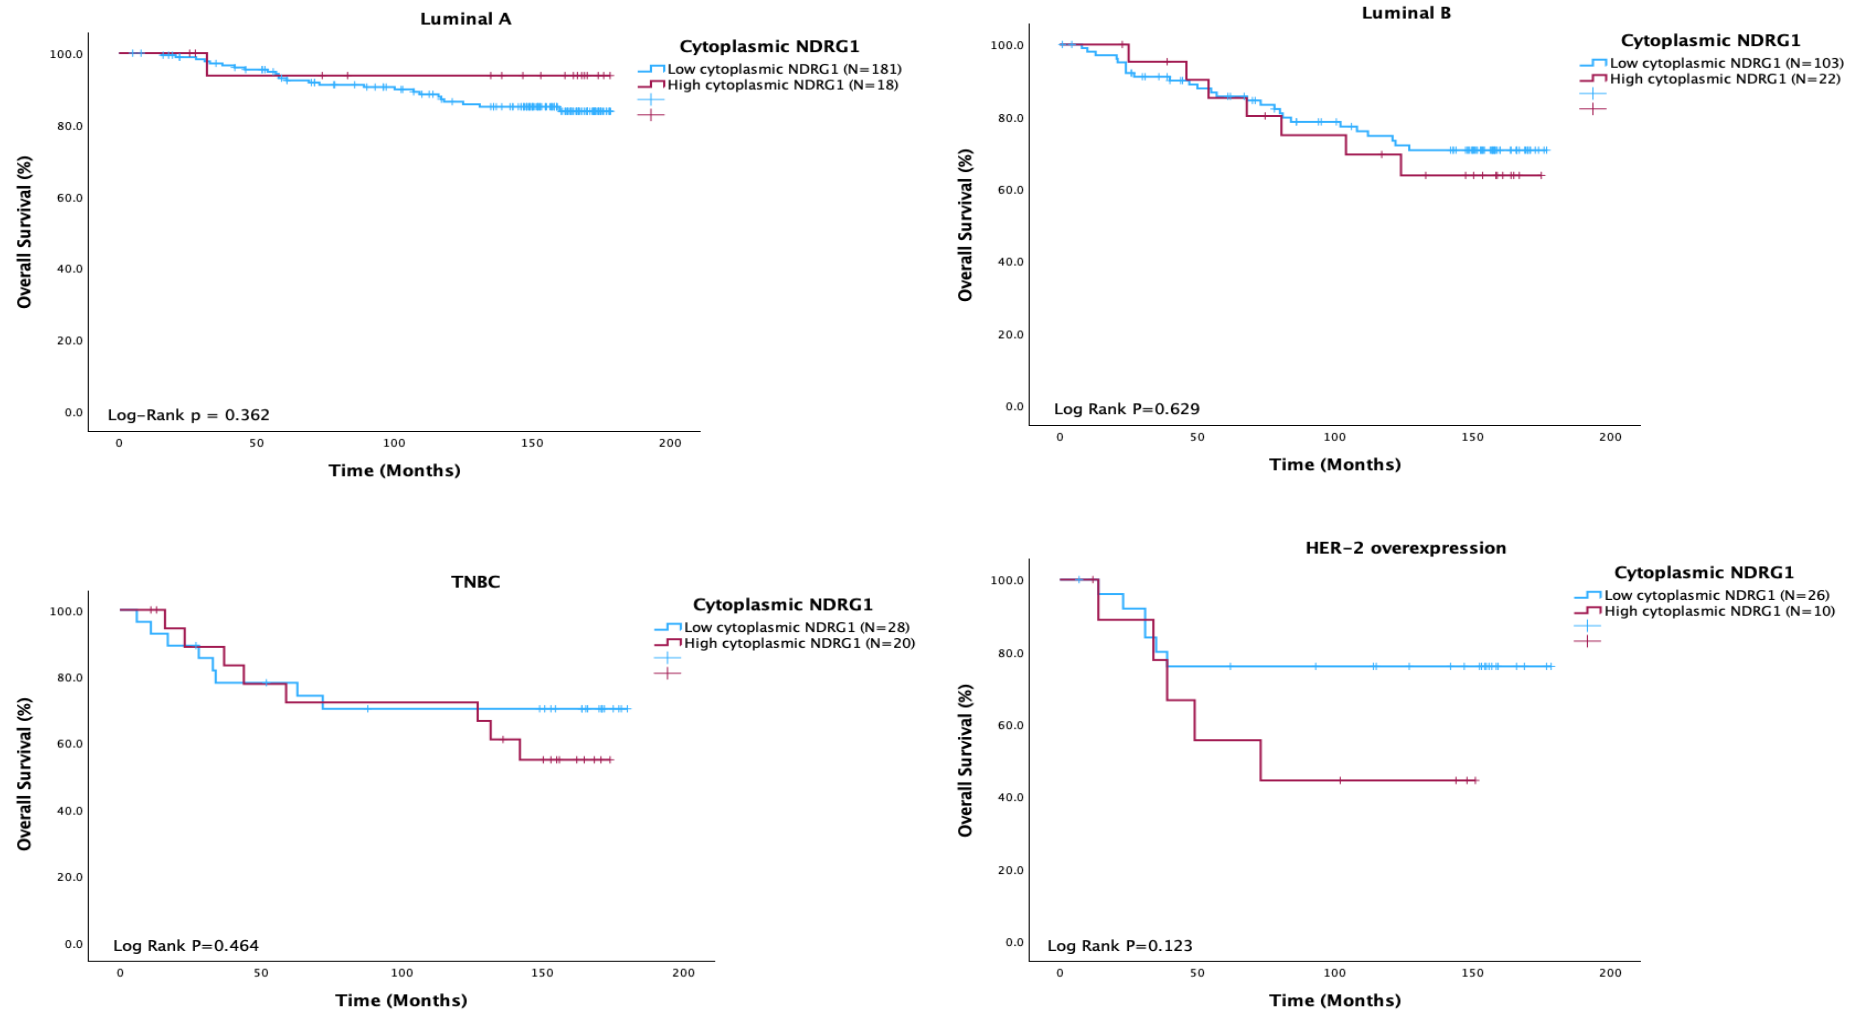 Luminal A
Cytoplasmic NDRG1
Low cytoplasmic NDRG1 (N=181)
High cytoplasmic NDRG1 (N=18)
Overall Survival (%)
100.0
80.0
60.0
40.0
20.0
0.0
Log-Rank p = 0.362
0 50 100 150 200
Time (Months)
Luminal B
Cytoplasmic NDRG1
Low cytoplasmic NDRG1 (N=103)
High cytoplasmic NDRG1 (N=22)
Overall Survival (%)
100.0
80.0
60.0
40.0
20.0
0.0
Log Rank P=0.629
0 50 100 150 200
Time (Months)
TNBC
Cytoplasmic NDRG1
Low cytoplasmic NDRG1 (N=28)
High cytoplasmic NDRG1 (N=20)
Overall Survival (%)
100.0
80.0
60.0
40.0
20.0
0.0
Log Rank P=0.464
0 50 100 150 200
Time (Months)
HER-2 overexpression
Cytoplasmic NDRG1
Low cytoplasmic NDRG1 (N=26)
High cytoplasmic NDRG1 (N=10)
Overall Survival (%)
100.0
80.0
60.0
40.0
20.0
0.0
Log Rank P=0.123
0 50 100 150 200
Time (Months)